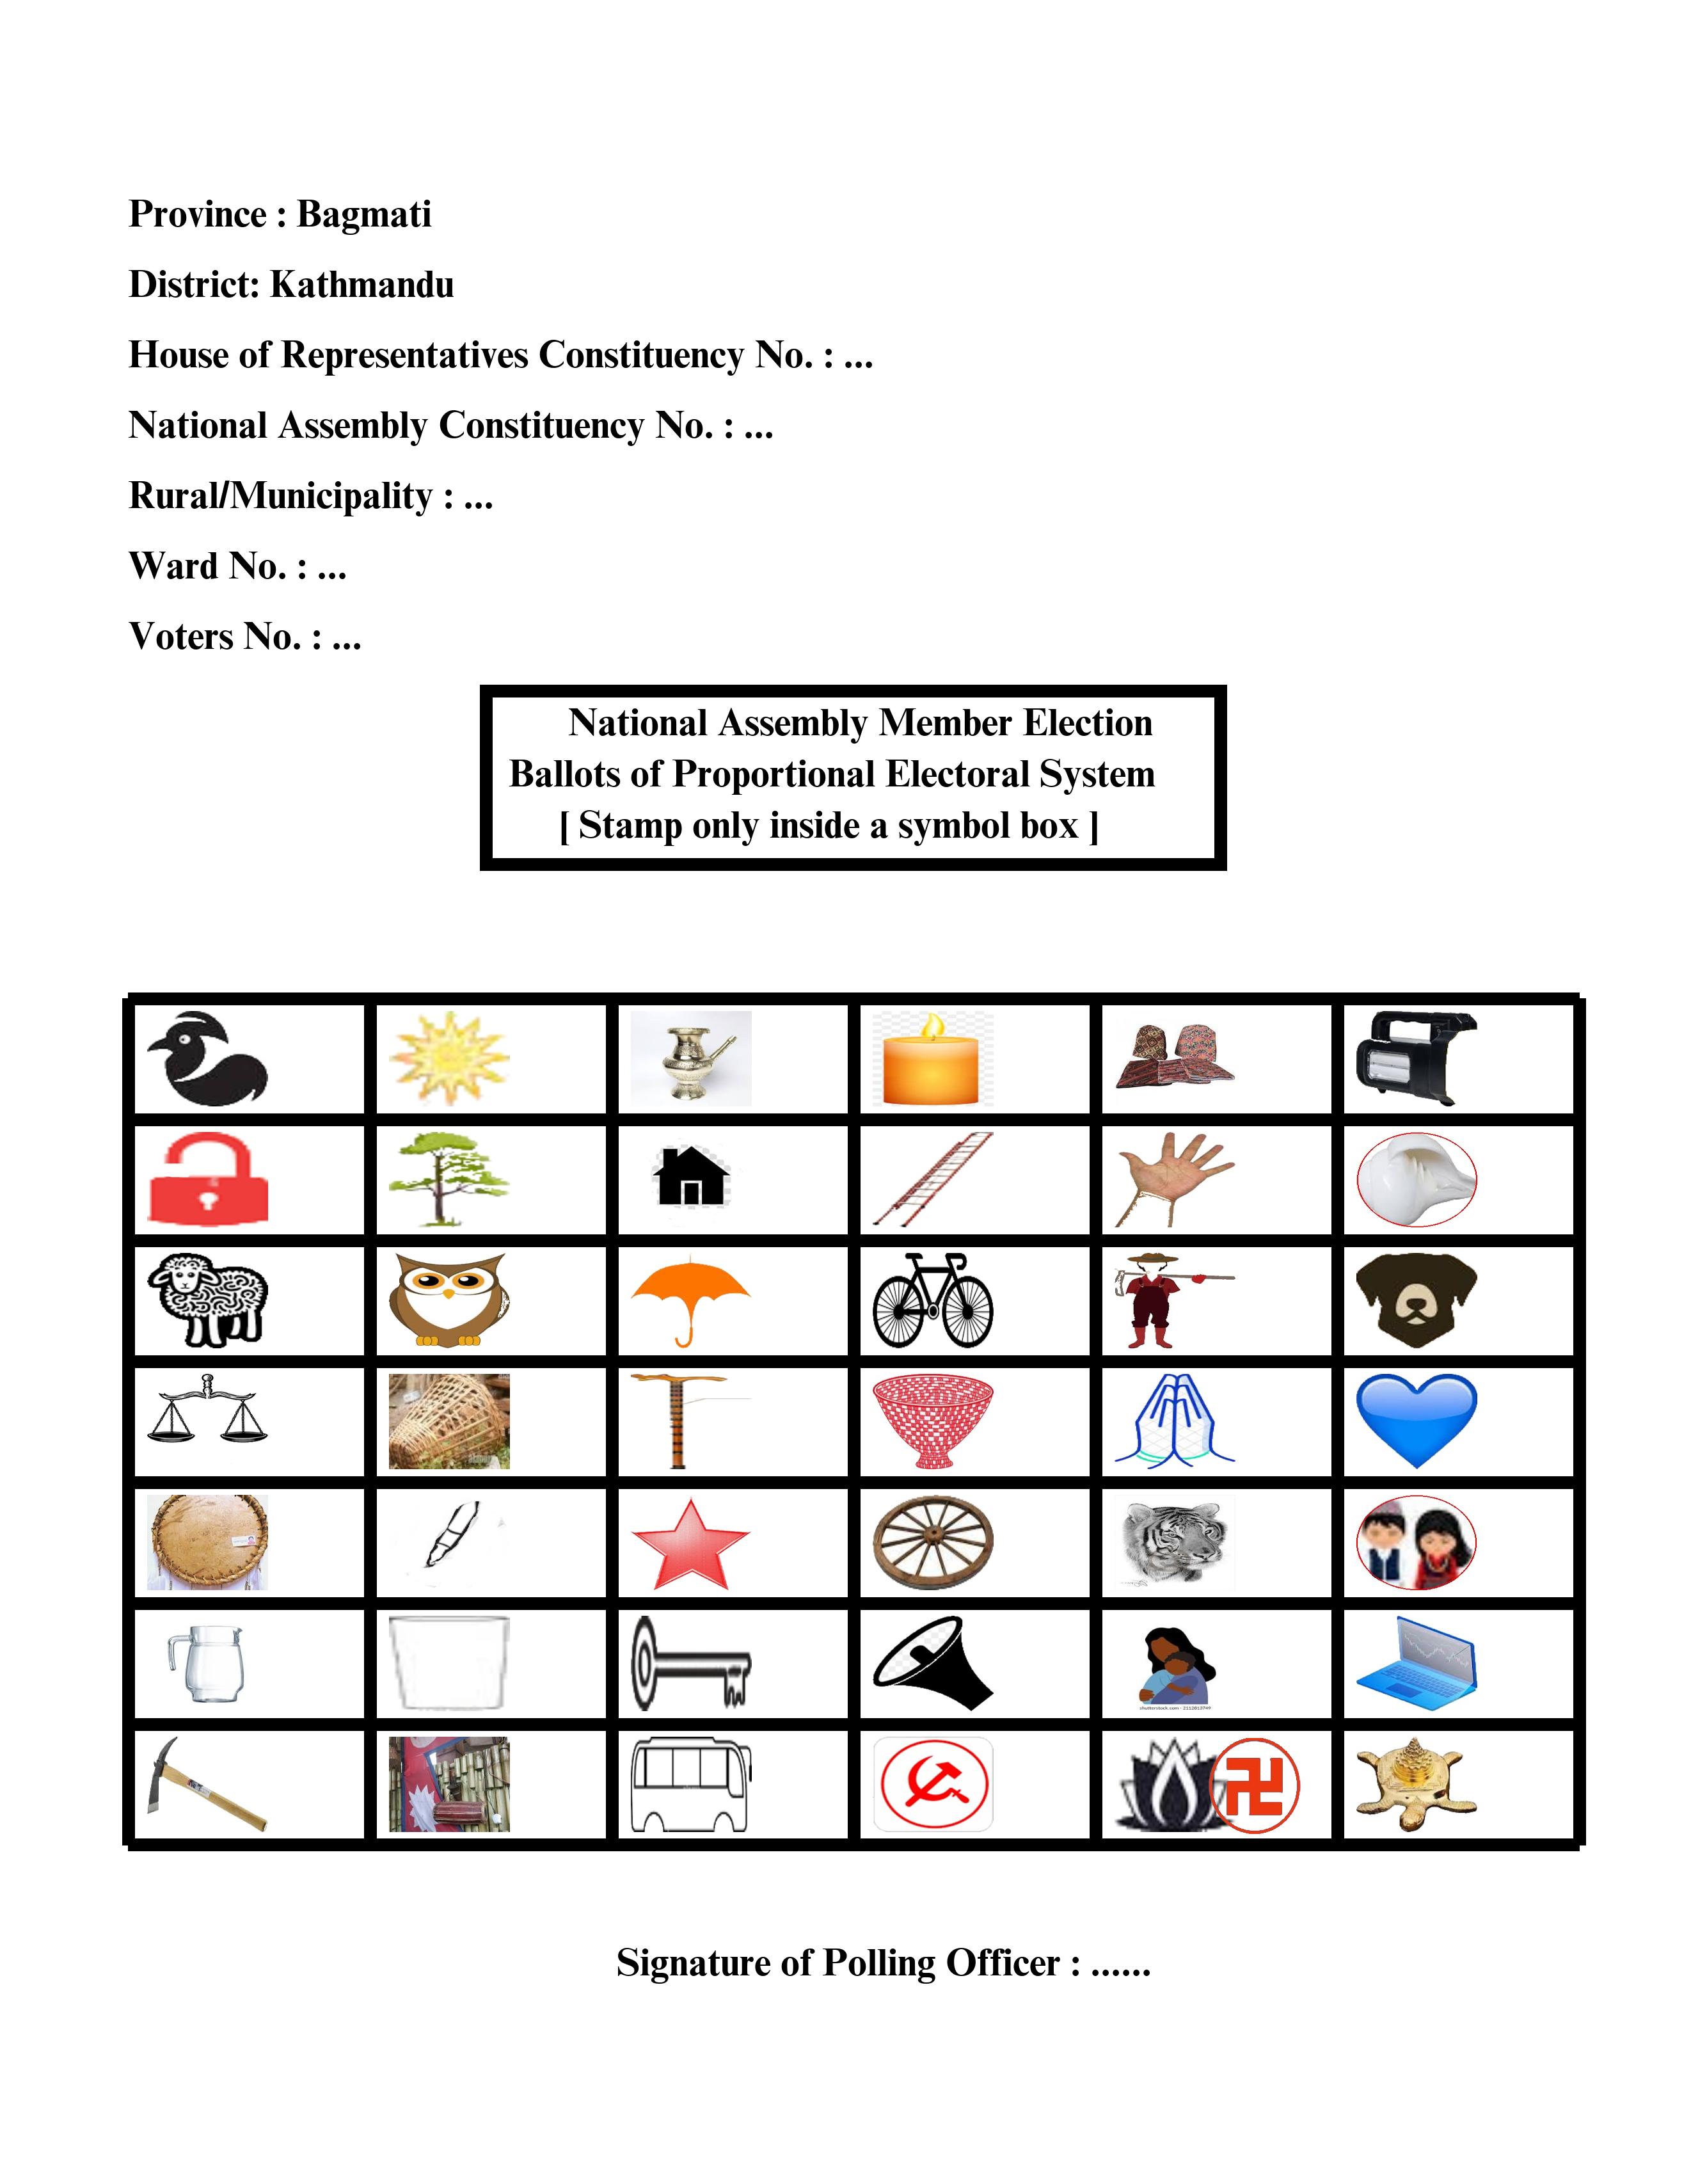 Province : Bagmati
District: Kathmandu
House of Representatives Constituency No. : ...
National Assembly Constituency No. : ...
Rural/Municipality : ...
Ward No. : ...
Voters No. : ...
National Assembly Member Election
Ballots of Proportional Electoral System
[ Stamp only inside a symbol box ]
Signature of Polling Officer : ......